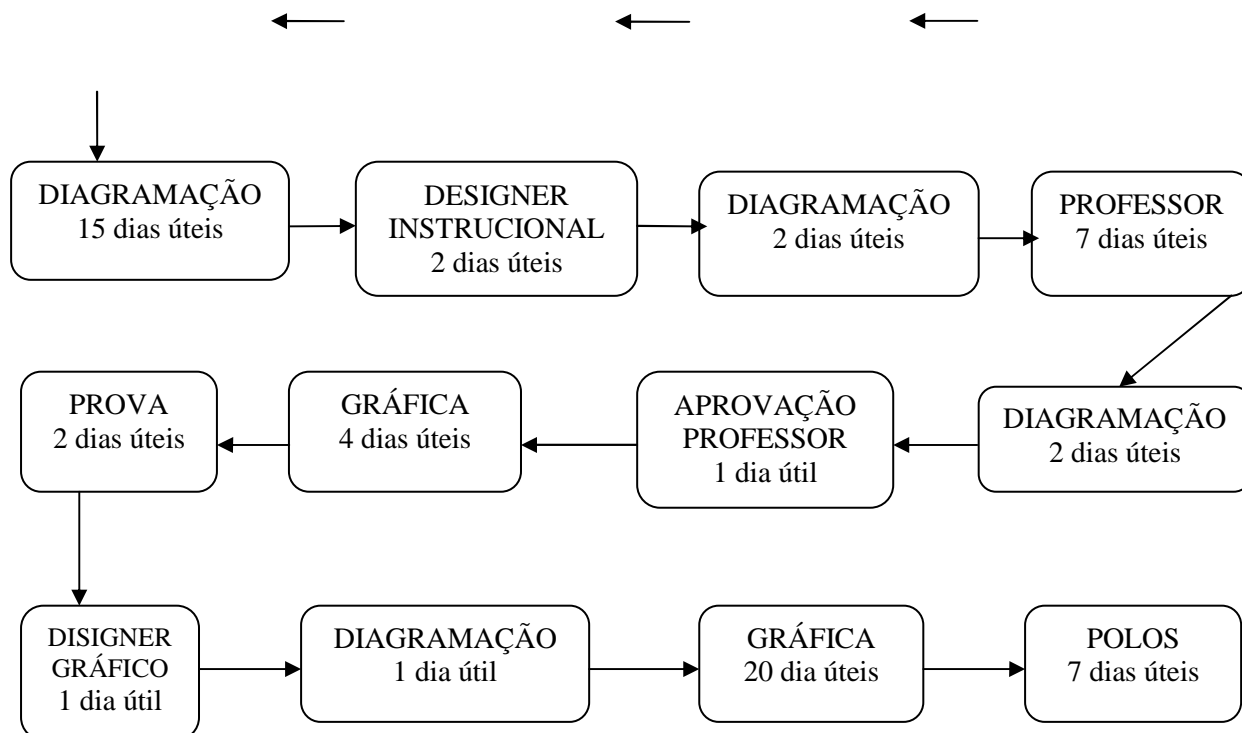 DIAGRAMAÇÃO
15 dias úteis
DESIGNER
INSTRUCIONAL
2 dias úteis
DIAGRAMAÇÃO
2 dias úteis
PROFESSOR
7 dias úteis
DIAGRAMAÇÃO
2 dias úteis
APROVAÇÃO
PROFESSOR
1 dia útil
GRÁFICA
4 dias úteis
PROVA
2 dias úteis
DISIGNER
GRÁFICO
1 dia útil
DIAGRAMAÇÃO
1 dia útil
GRÁFICA
20 dia úteis
POLOS
7 dias úteis